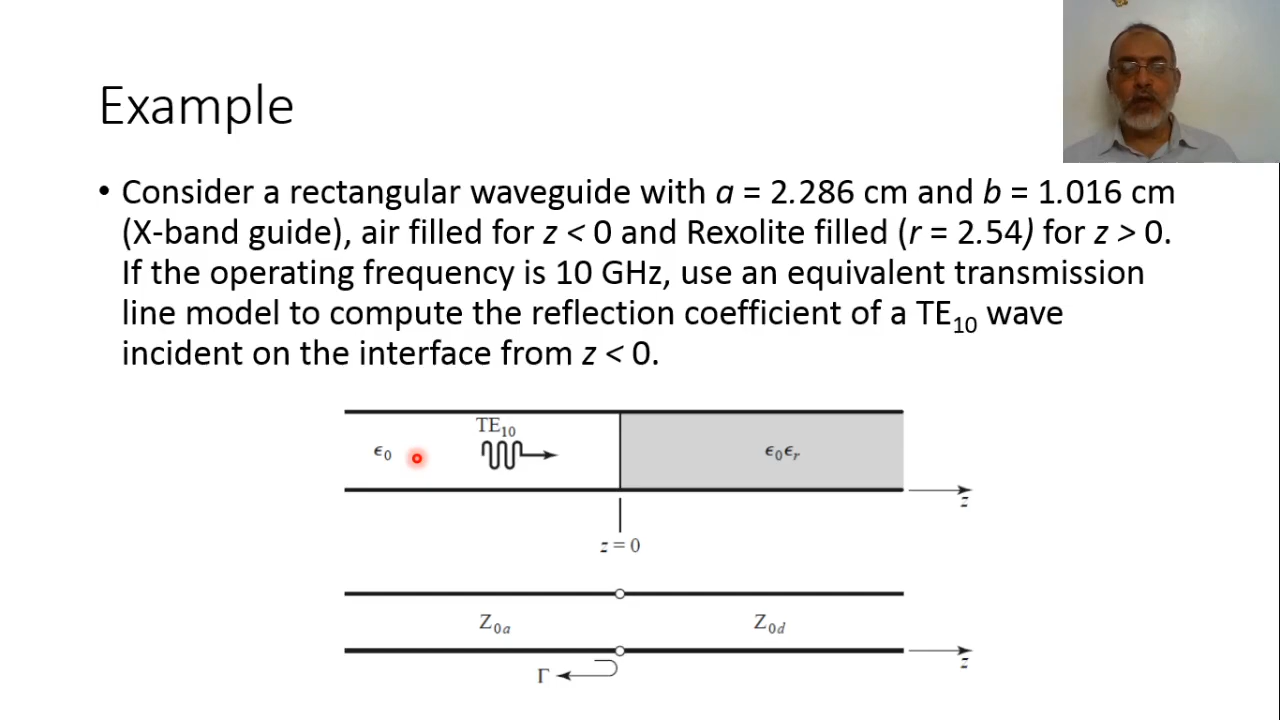 Example
• Consider a rectangular waveguide with a = 2.286 cm and b = 1.016 cm
(X-band guide), air filled for z < 0 and Rexolite filled (r = 2.54) for z > 0.
If the operating frequency is 10 GHz, use an equivalent transmission
line model to compute the reflection coefficient of a TE₁₀ wave
incident on the interface from z < 0.
TE₁₀
ϵ₀
ϵ₀ϵᵣ
z
z = 0
Z₀ₐ
Z₀d
z
Γ